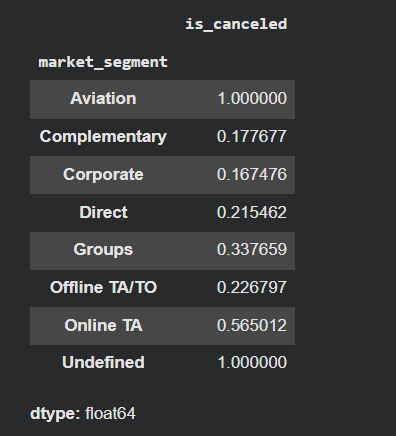 is_canceled
market_segment
Aviation 1.000000
Complementary 0.177677
Corporate 0.167476
Direct 0.215462
Groups 0.337659
Offline TA/TO 0.226797
Online TA 0.565012
Undefined 1.000000
dtype: float64